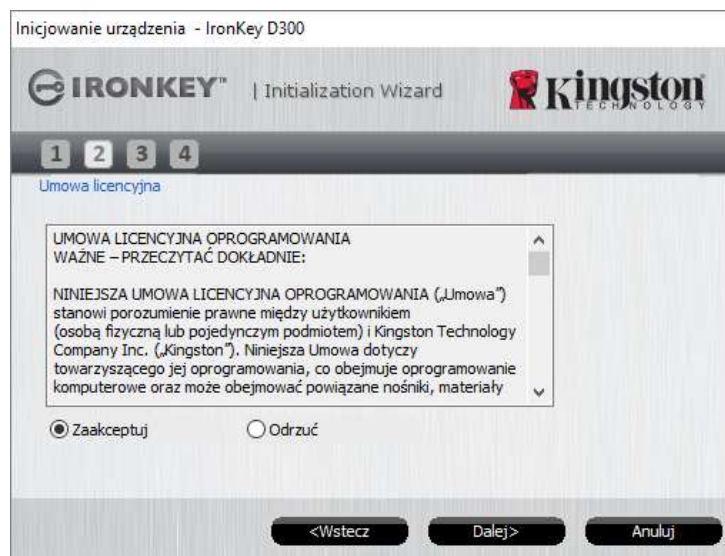 Inicjowanie urządzenia - IronKey D300
IRONKEY™ | Initialization Wizard
Kingston
TECHNOLOGY
1 2 3 4
Umowa licencyjna
UMOWA LICENCYJNA OPROGRAMOWANIA
WAŻNE – PRZECZYTAĆ DOKŁADNIE:
NINIEJSZA UMOWA LICENCYJNA OPROGRAMOWANIA („Umowa”)
stanowi porozumienie prawne między użytkownikiem
(osobą fizyczną lub pojedynczym podmiotem) i Kingston Technology
Company Inc. („Kingston”). Niniejsza Umowa dotyczy
towarzyszącego jej oprogramowania, co obejmuje oprogramowanie
komputerowe oraz może obejmować powiązane nośniki, materiały
Zaakceptuj Odrzuć
<Wstecz Dalej> Anuluj